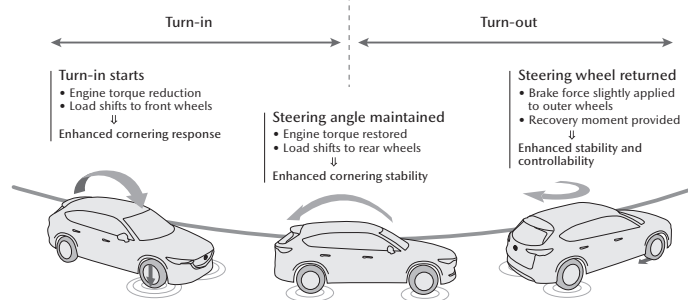 Turn-in
Turn-out
Turn-in starts
• Engine torque reduction
• Load shifts to front wheels
⇓
Enhanced cornering response
Steering angle maintained
• Engine torque restored
• Load shifts to rear wheels
⇓
Enhanced cornering stability
Steering wheel returned
• Brake force slightly applied
to outer wheels
• Recovery moment provided
⇓
Enhanced stability and
controllability